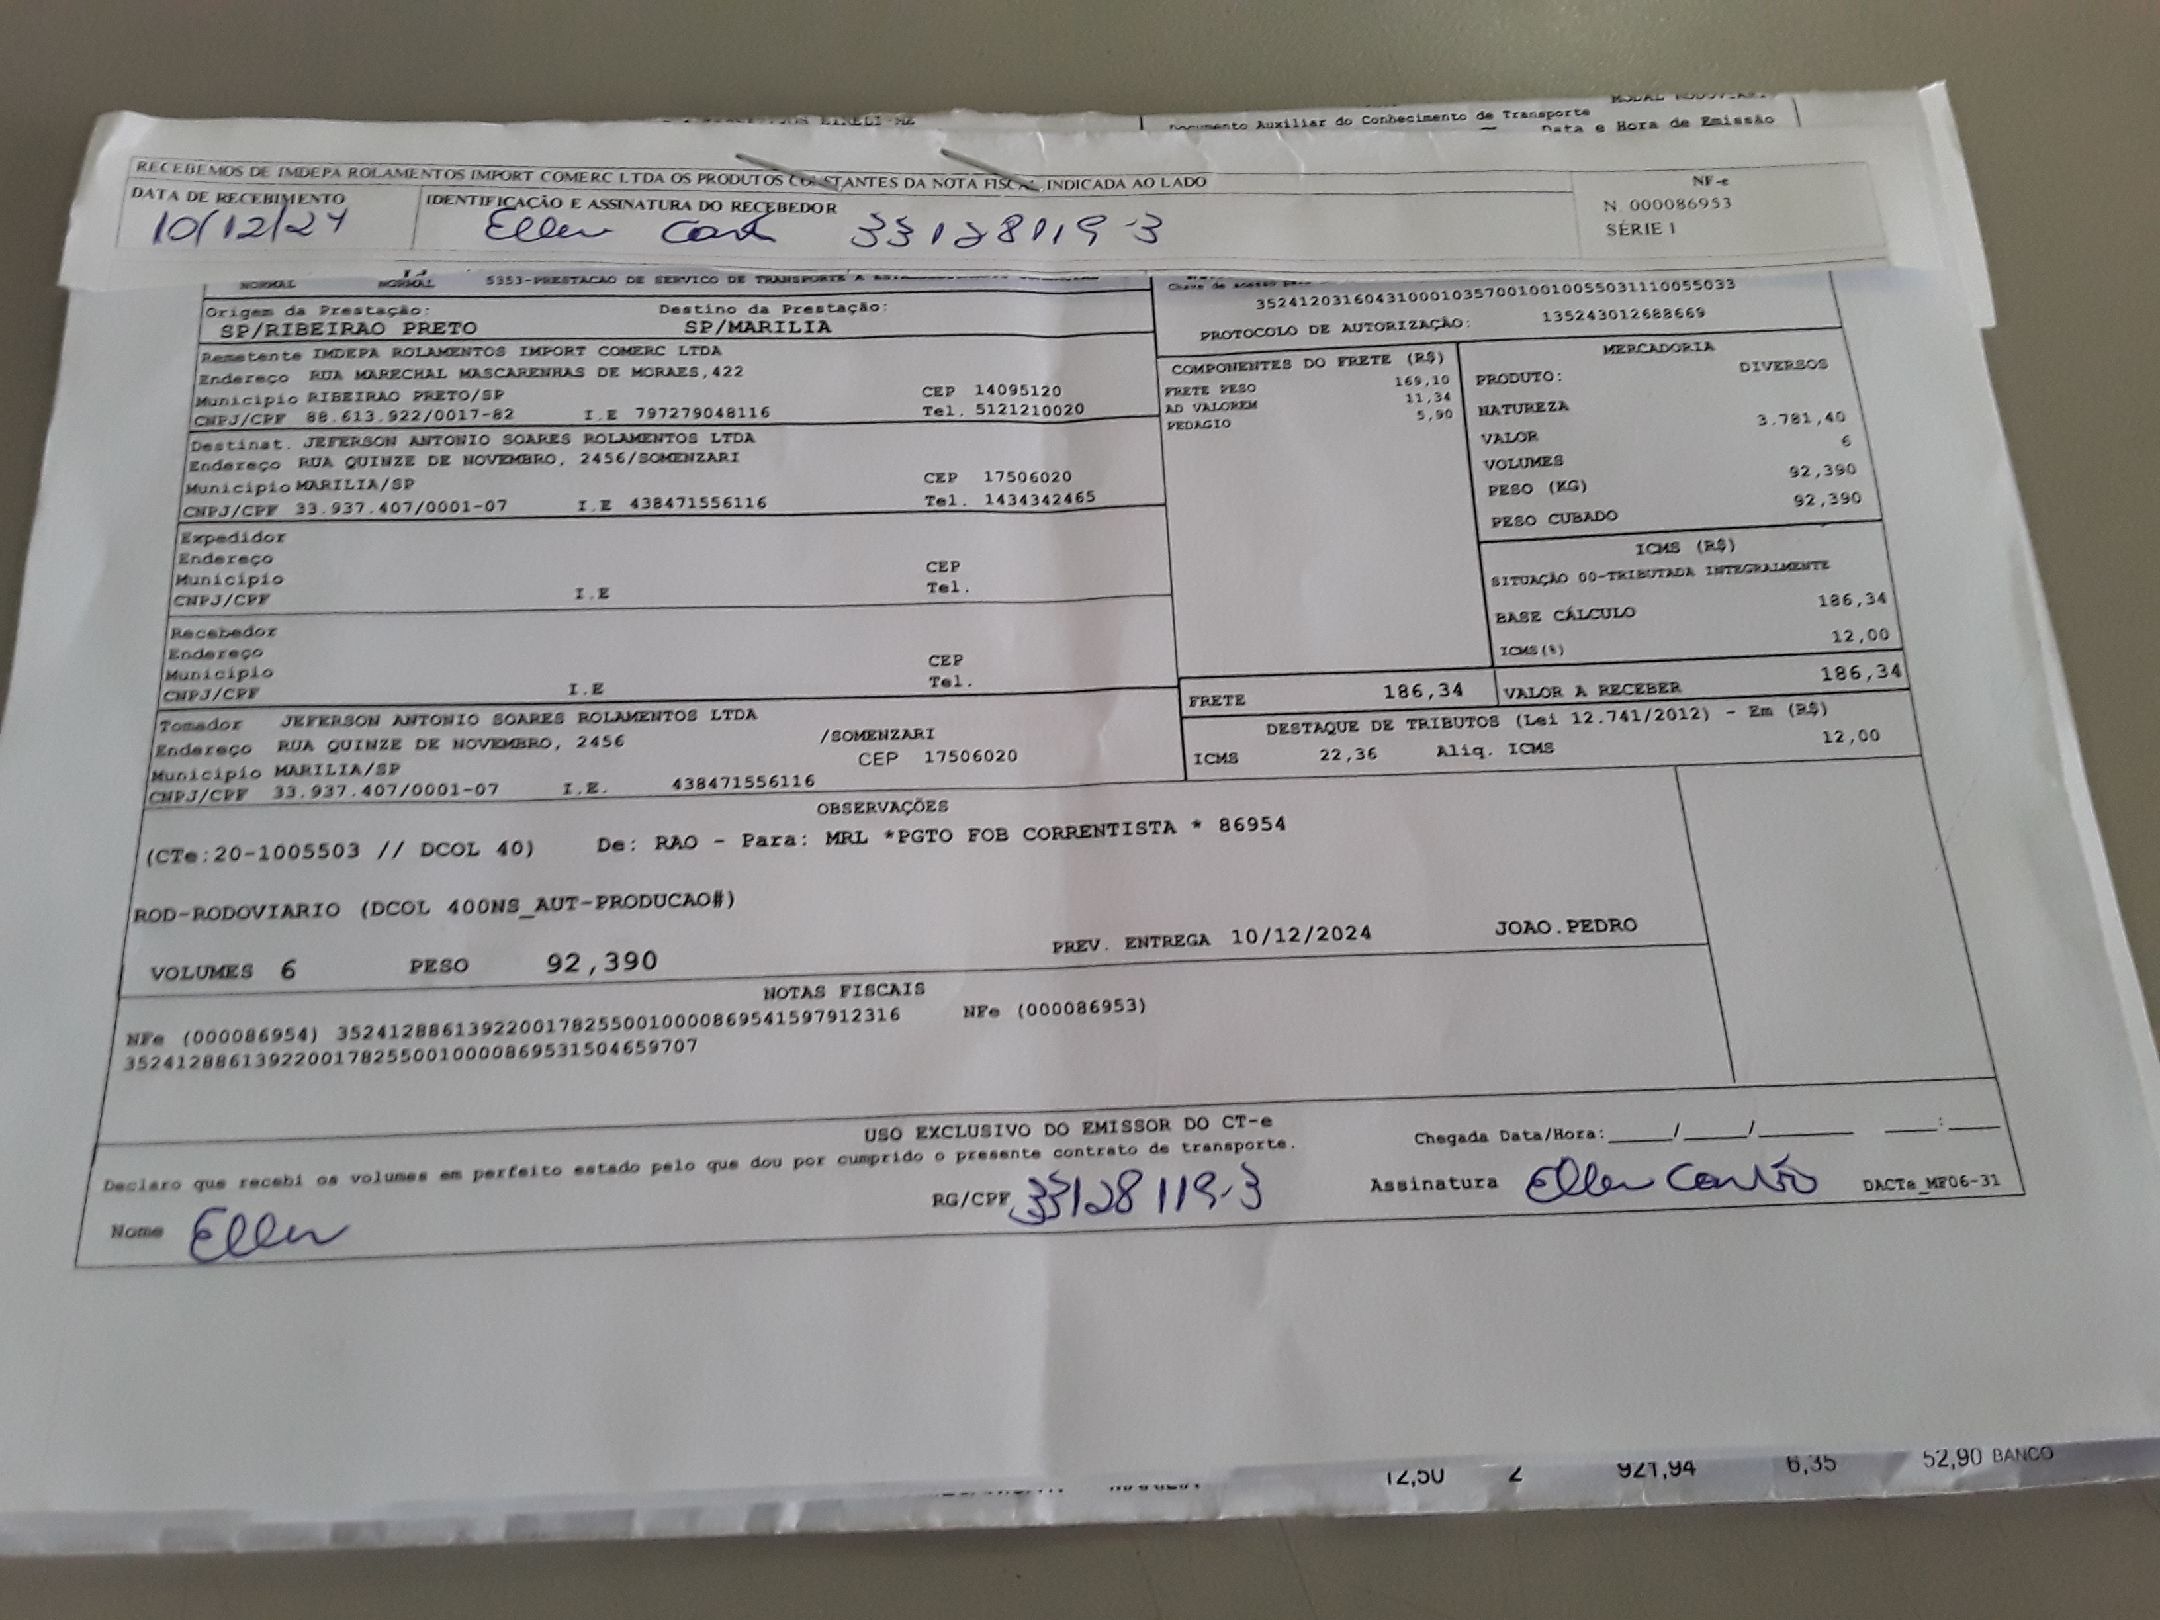 Documento Auxiliar do Conhecimento de Transporte
Data e Hora de Emissão
RECEBEMOS DE IMDEPA ROLAMENTOS IMPORT COMERC LTDA OS PRODUTOS CONSTANTES DA NOTA FISCAL INDICADA AO LADO
NF-e
N 000086953
SÉRIE 1
DATA DE RECEBIMENTO
10/12/24
IDENTIFICAÇÃO E ASSINATURA DO RECEBEDOR
Ellen 33128119-3
NORMAL NORMAL 5353-PRESTACAO DE SERVICO DE TRANSPORTE A
35241203160431000103570010010055031110055033
PROTOCOLO DE AUTORIZAÇÃO: 135243012688669
Origem da Prestação: Destino da Prestação:
SP/RIBEIRAO PRETO SP/MARILIA
Remetente IMDEPA ROLAMENTOS IMPORT COMERC LTDA
Endereço RUA MARECHAL MASCARENHAS DE MORAES,422
Município RIBEIRAO PRETO/SP CEP 14095120
CNPJ/CPF 88.613.922/0017-82 I.E 797279048116 Tel. 5121210020
Destinat. JEFERSON ANTONIO SOARES ROLAMENTOS LTDA
Endereço RUA QUINZE DE NOVEMBRO, 2456/SOMENZARI
Município MARILIA/SP CEP 17506020
CNPJ/CPF 33.937.407/0001-07 I.E 438471556116 Tel. 1434342465
Expedidor
Endereço
Município CEP
CNPJ/CPF I.E Tel.
Recebedor
Endereço
Município CEP
CNPJ/CPF I.E Tel.
Tomador JEFERSON ANTONIO SOARES ROLAMENTOS LTDA
Endereço RUA QUINZE DE NOVEMBRO, 2456 /SOMENZARI
Município MARILIA/SP CEP 17506020
CNPJ/CPF 33.937.407/0001-07 I.E. 438471556116
COMPONENTES DO FRETE (R$)
FRETE PESO 169,10
AD VALOREM 11,34
PEDAGIO 5,90
MERCADORIA
PRODUTO: DIVERSOS
NATUREZA
VALOR 3.781,40
VOLUMES 6
PESO (KG) 92,390
PESO CUBADO 92,390
ICMS (R$)
SITUAÇÃO 00-TRIBUTADA INTEGRALMENTE
BASE CÁLCULO 186,34
ICMS(%) 12,00
FRETE 186,34 VALOR A RECEBER 186,34
DESTAQUE DE TRIBUTOS (Lei 12.741/2012) - Em (R$)
ICMS 22,36 Aliq. ICMS 12,00
OBSERVAÇÕES
(CTe:20-1005503 // DCOL 40) De: RAO - Para: MRL *PGTO FOB CORRENTISTA * 86954
ROD-RODOVIARIO (DCOL 400NS_AUT-PRODUCAO#)
VOLUMES 6 PESO 92,390 PREV. ENTREGA 10/12/2024 JOAO.PEDRO
NOTAS FISCAIS
NFe (000086954) 35241288613922001782550010000869541597912316 NFe (000086953)
35241288613922001782550010000869531504659707
USO EXCLUSIVO DO EMISSOR DO CT-e
Declaro que recebi os volumes em perfeito estado pelo que dou por cumprido o presente contrato de transporte.
Chegada Data/Hora:____/____/________ ____:____
Nome Ellen RG/CPF 33128119-3 Assinatura Ellen DACTe_MF06-31
12,50 2 921,94 6,35 52,90 BANCO